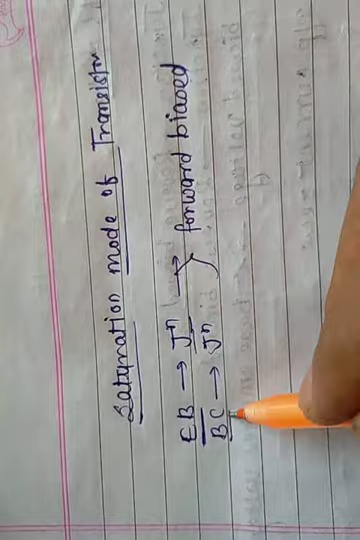 Saturation mode of Transistor
EB → Jⁿ → forward biased
BC → Jⁿ